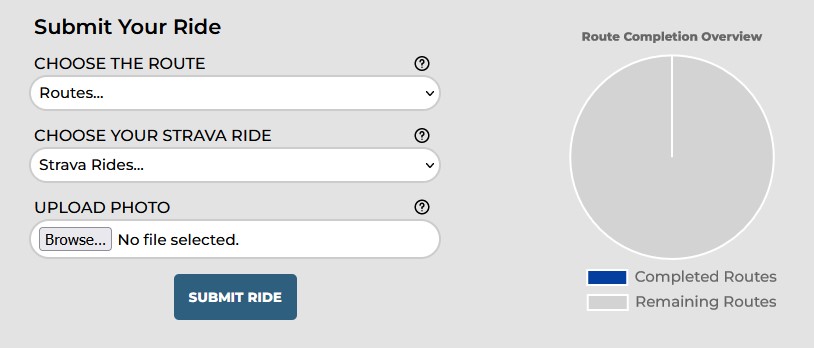 Submit Your Ride
CHOOSE THE ROUTE
Routes...
CHOOSE YOUR STRAVA RIDE
Strava Rides...
UPLOAD PHOTO
Browse... No file selected.
SUBMIT RIDE
Route Completion Overview
Completed Routes
Remaining Routes